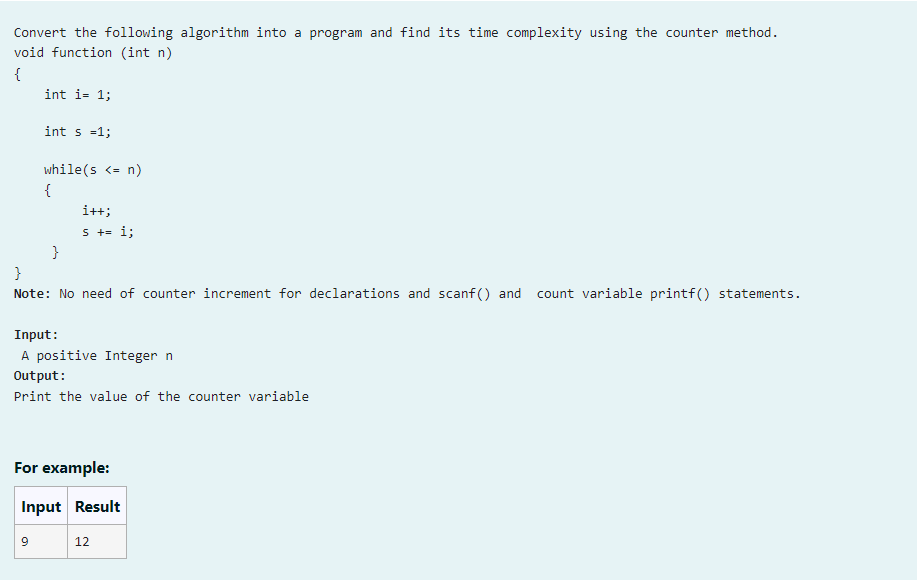 Convert the following algorithm into a program and find its time complexity using the counter method.
void function (int n)
{
int i= 1;
int s =1;
while(s <= n)
{
i++;
s += i;
}
}
Note: No need of counter increment for declarations and scanf() and  count variable printf() statements.
Input:
A positive Integer n
Output:
Print the value of the counter variable
For example:
Input Result
9 12